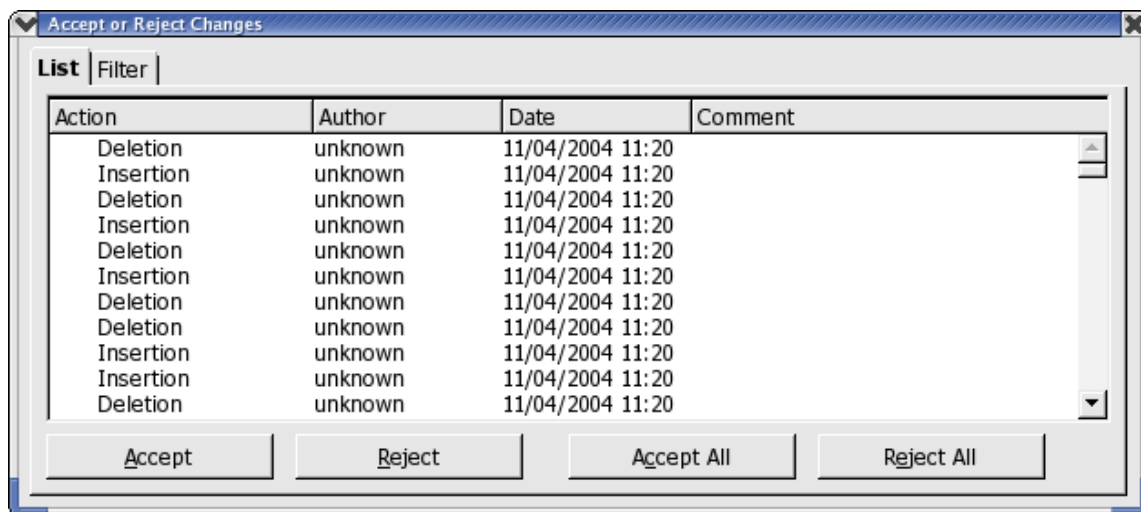 Accept or Reject Changes
List Filter
Action Author Date Comment
Deletion unknown 11/04/2004 11:20
Insertion unknown 11/04/2004 11:20
Deletion unknown 11/04/2004 11:20
Insertion unknown 11/04/2004 11:20
Deletion unknown 11/04/2004 11:20
Insertion unknown 11/04/2004 11:20
Deletion unknown 11/04/2004 11:20
Deletion unknown 11/04/2004 11:20
Insertion unknown 11/04/2004 11:20
Insertion unknown 11/04/2004 11:20
Deletion unknown 11/04/2004 11:20
Accept Reject Accept All Reject All